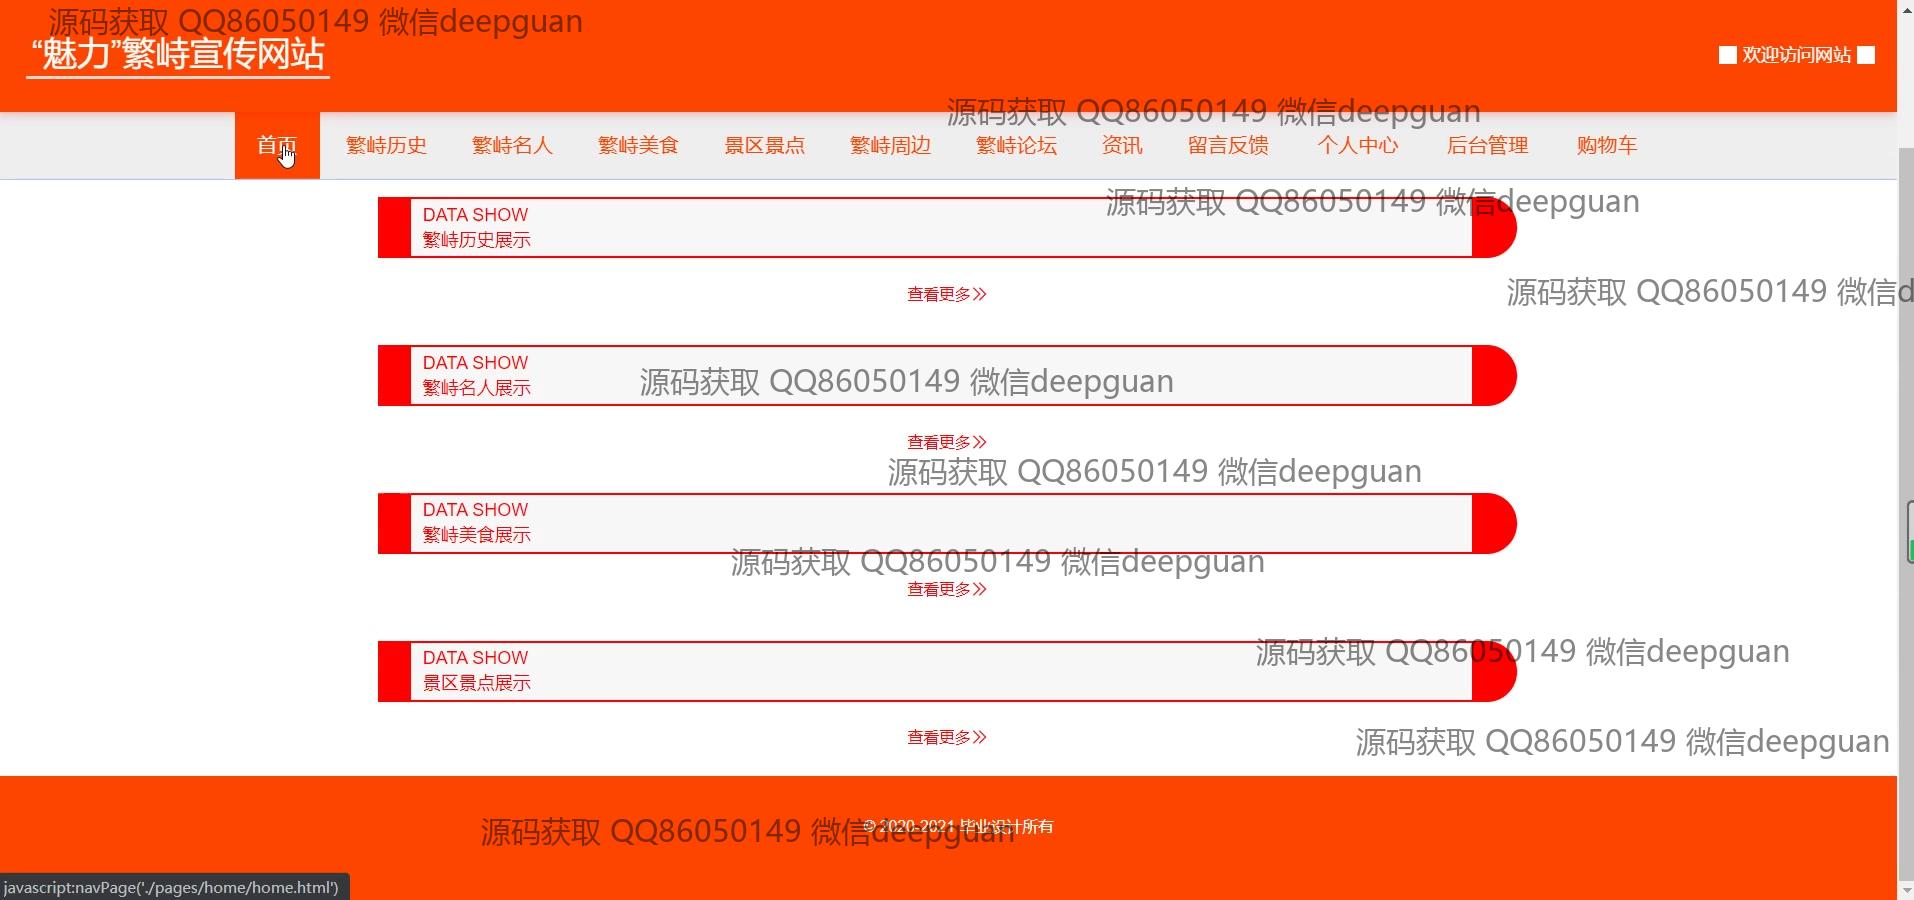 源码获取 QQ86050149 微信deepguan
“魅力”繁峙宣传网站
欢迎访问网站
源码获取 QQ86050149 微信deepguan
首页 繁峙历史 繁峙名人 繁峙美食 景区景点 繁峙周边 繁峙论坛 资讯 留言反馈 个人中心 后台管理 购物车
源码获取 QQ86050149 微信deepguan
DATA SHOW
繁峙历史展示
查看更多
源码获取 QQ86050149 微信d
DATA SHOW
繁峙名人展示
源码获取 QQ86050149 微信deepguan
查看更多
源码获取 QQ86050149 微信deepguan
DATA SHOW
繁峙美食展示
源码获取 QQ86050149 微信deepguan
查看更多
源码获取 QQ86050149 微信deepguan
DATA SHOW
景区景点展示
查看更多
源码获取 QQ86050149 微信deepguan
源码获取 QQ86050149 微信deepguan
© 2020-2021 毕业设计所有
javascript:navPage('./pages/home/home.html')